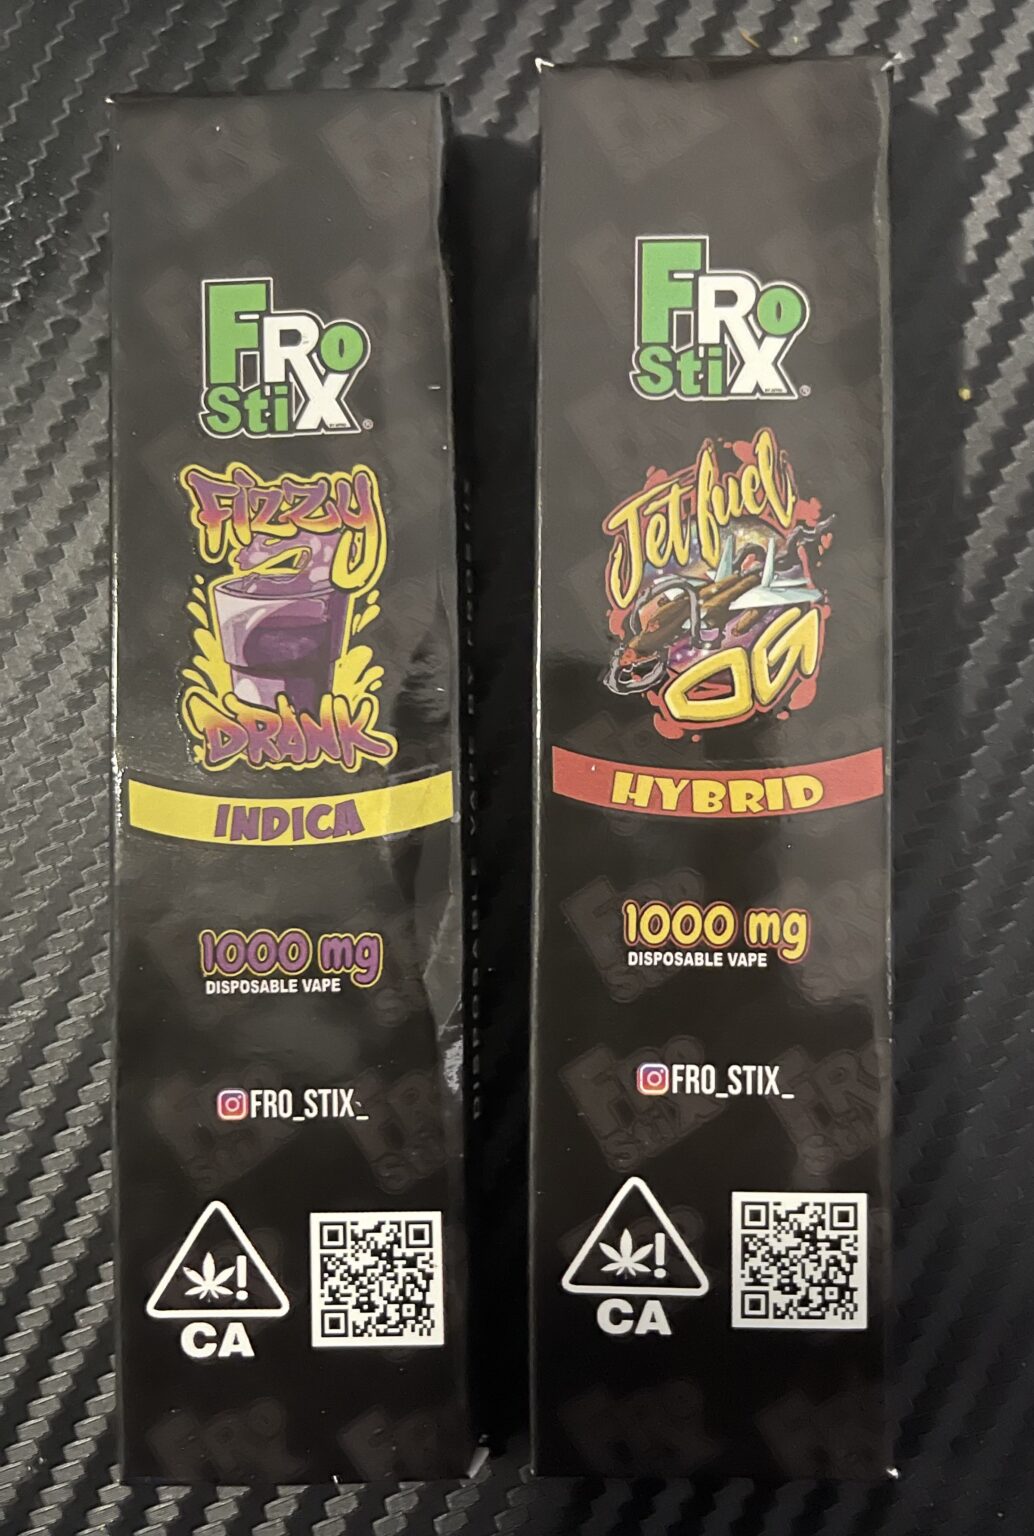 FRo
StiX
®
Fizzy
DRANK
INDICA
1000 mg
DISPOSABLE VAPE
FRO_STIX_
CA
FRo
StiX
®
Jet fuel
OG
HYBRID
1000 mg
DISPOSABLE VAPE
FRO_STIX_
CA